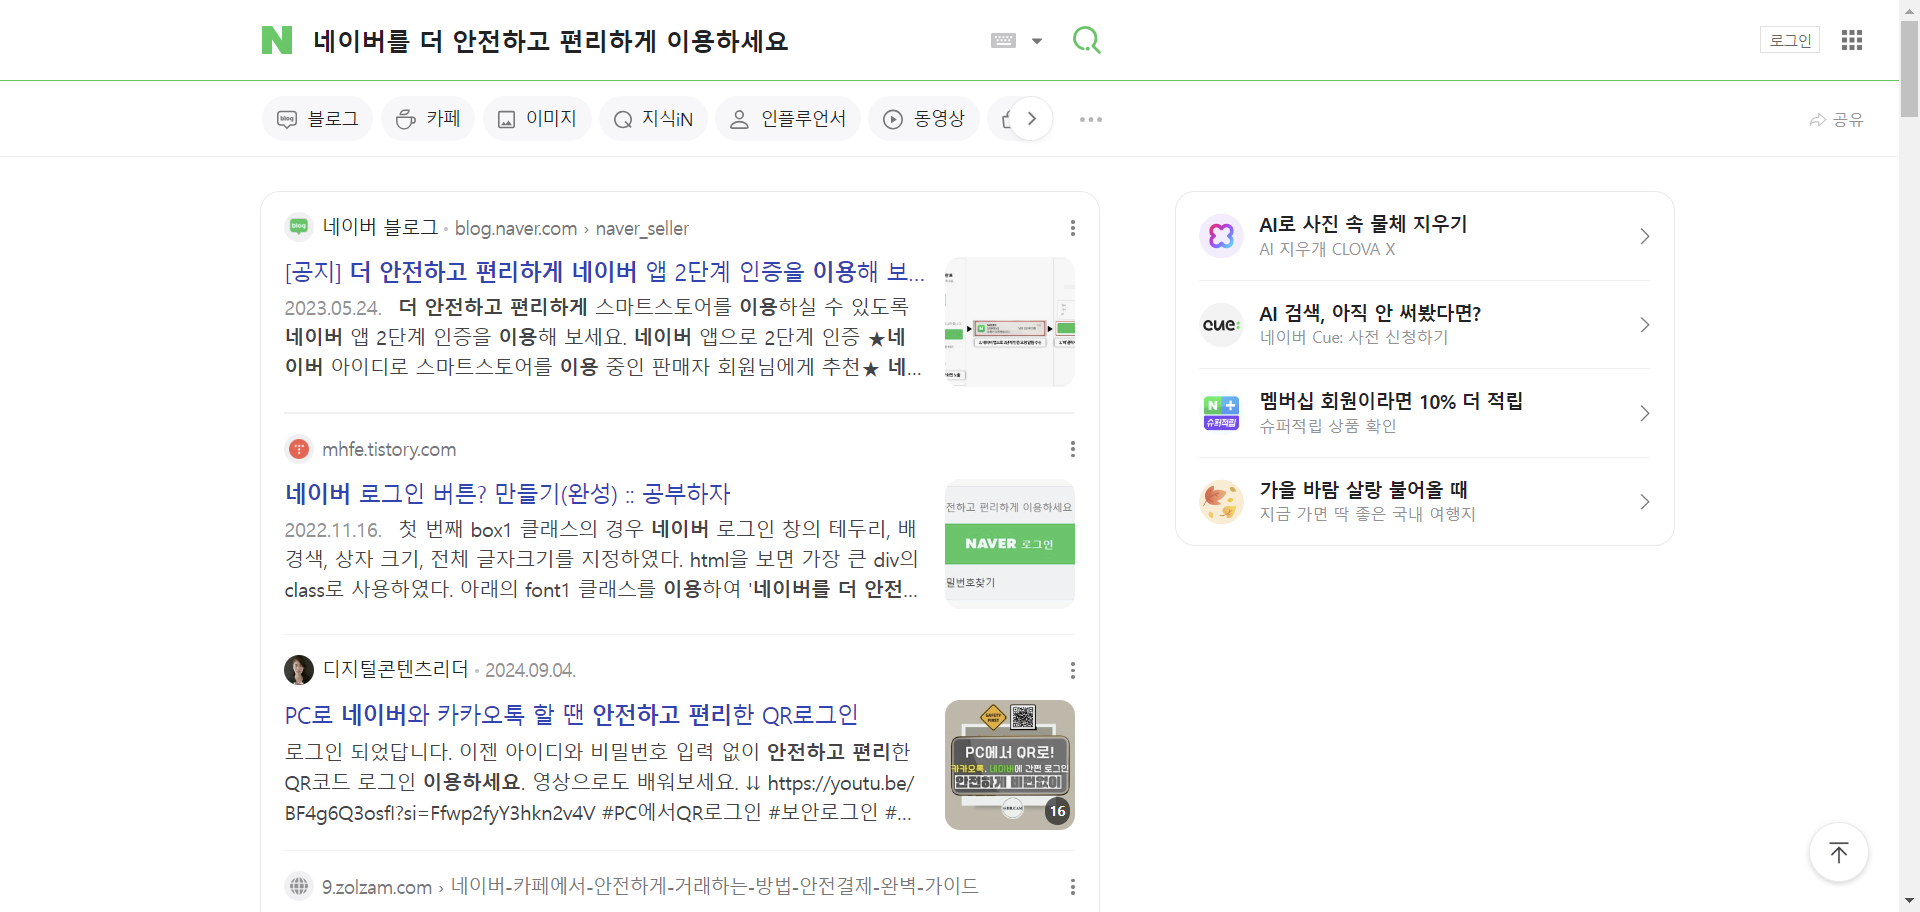 네이버를 더 안전하고 편리하게 이용하세요
로그인
블로그
카페
이미지
지식iN
인플루언서
동영상
공유
네이버 블로그 blog.naver.com › naver_seller
[공지] 더 안전하고 편리하게 네이버 앱 2단계 인증을 이용해 보...
2023.05.24. 더 안전하고 편리하게 스마트스토어를 이용하실 수 있도록
네이버 앱 2단계 인증을 이용해 보세요. 네이버 앱으로 2단계 인증 ★네
이버 아이디로 스마트스토어를 이용 중인 판매자 회원님에게 추천★ 네...
mhfe.tistory.com
네이버 로그인 버튼? 만들기(완성) :: 공부하자
2022.11.16. 첫 번째 box1 클래스의 경우 네이버 로그인 창의 테두리, 배
경색, 상자 크기, 전체 글자크기를 지정하였다. html을 보면 가장 큰 div의
class로 사용하였다. 아래의 font1 클래스를 이용하여 '네이버를 더 안전...
전하고 편리하게 이용하세요
NAVER 로그인
밀번호찾기
디지털콘텐츠리더 2024.09.04.
PC로 네이버와 카카오톡 할 땐 안전하고 편리한 QR로그인
로그인 되었답니다. 이젠 아이디와 비밀번호 입력 없이 안전하고 편리한
QR코드 로그인 이용하세요. 영상으로도 배워보세요. ⇊ https://youtu.be/
BF4g6Q3osfI?si=Ffwp2fyY3hkn2v4V #PC에서QR로그인 #보안로그인 #...
SAFETY FIRST
PC에서 QR로!
카카오톡, 네이버에 간편 로그인
안전하게 비번없이
16
9.zolzam.com › 네이버-카페에서-안전하게-거래하는-방법-안전결제-완벽-가이드
AI로 사진 속 물체 지우기
AI 지우개 CLOVA X
cue:
AI 검색, 아직 안 써봤다면?
네이버 Cue: 사전 신청하기
N +
슈퍼적립
멤버십 회원이라면 10% 더 적립
슈퍼적립 상품 확인
가을 바람 살랑 불어올 때
지금 가면 딱 좋은 국내 여행지